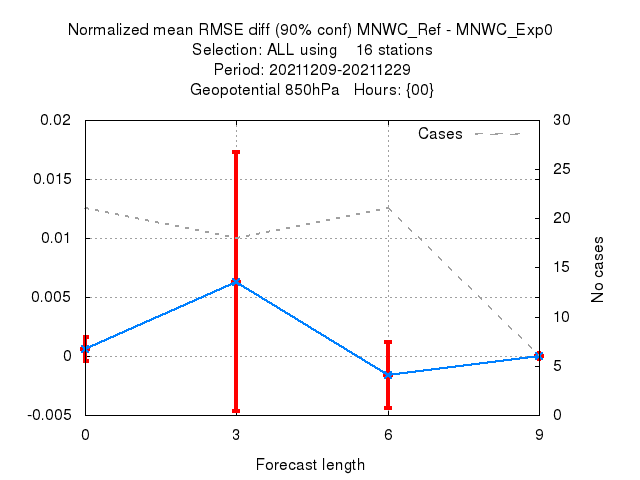 Normalized mean RMSE diff (90% conf) MNWC_Ref - MNWC_Exp0
Selection: ALL using    16 stations
Period: 20211209-20211229
Geopotential 850hPa   Hours: {00}
Cases
0.02
0.015
0.01
0.005
0
-0.005
30
25
20
15
10
5
0
No cases
0
3
6
9
Forecast length